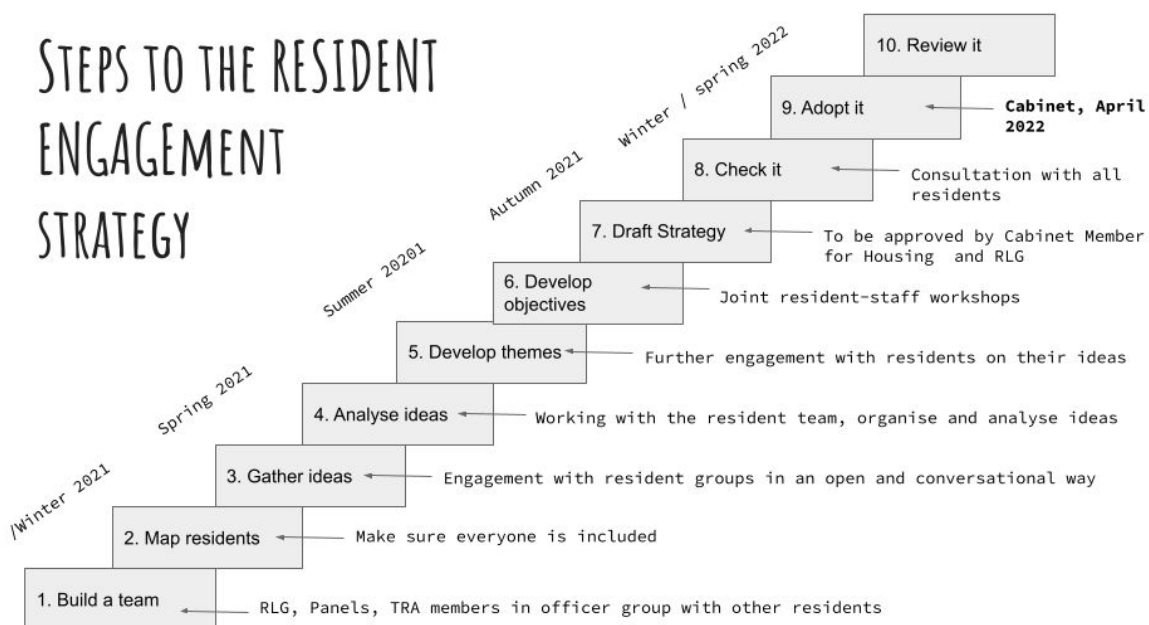 STEPS TO THE RESIDENT
ENGAGEMENT
STRATEGY
10. Review it
Winter / spring 2022
9. Adopt it
Cabinet, April
2022
8. Check it
Consultation with all
residents
Autumn 2021
7. Draft Strategy
To be approved by Cabinet Member
for Housing and RLG
6. Develop
objectives
Joint resident-staff workshops
Summer 20201
5. Develop themes
Further engagement with residents on their ideas
Spring 2021
4. Analyse ideas
Working with the resident team, organise and analyse ideas
3. Gather ideas
Engagement with resident groups in an open and conversational way
/Winter 2021
2. Map residents
Make sure everyone is included
1. Build a team
RLG, Panels, TRA members in officer group with other residents